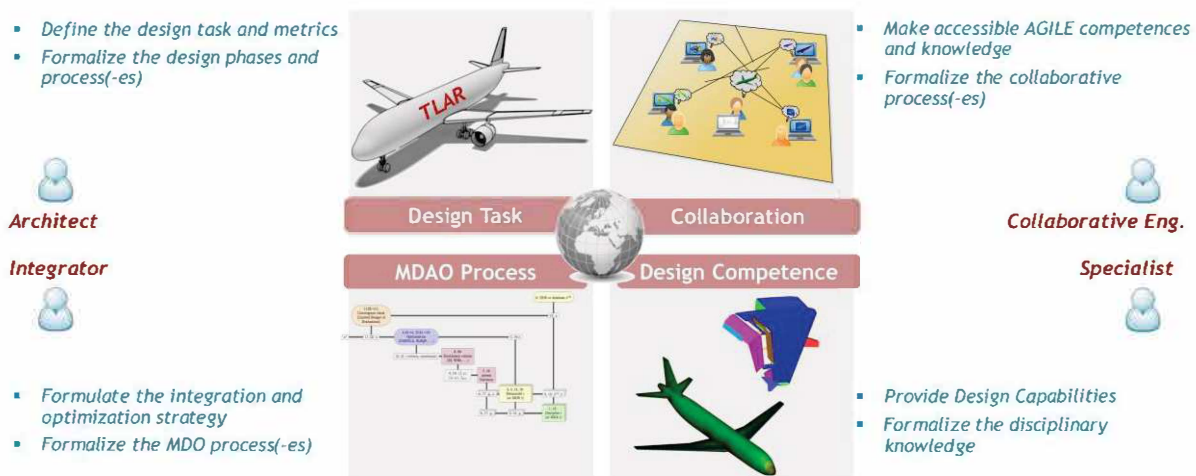 Define the design task and metrics
Formalize the design phases and
process(-es)
Architect
TLAR
Make accessible AGILE competences
and knowledge
Formalize the collaborative
process(-es)
Collaborative Eng.
Design Task
Collaboration
MDAO Process
Design Competence
Integrator
Formulate the integration and
optimization strategy
Formalize the MDO process(-es)
Specialist
Provide Design Capabilities
Formalize the disciplinary
knowledge